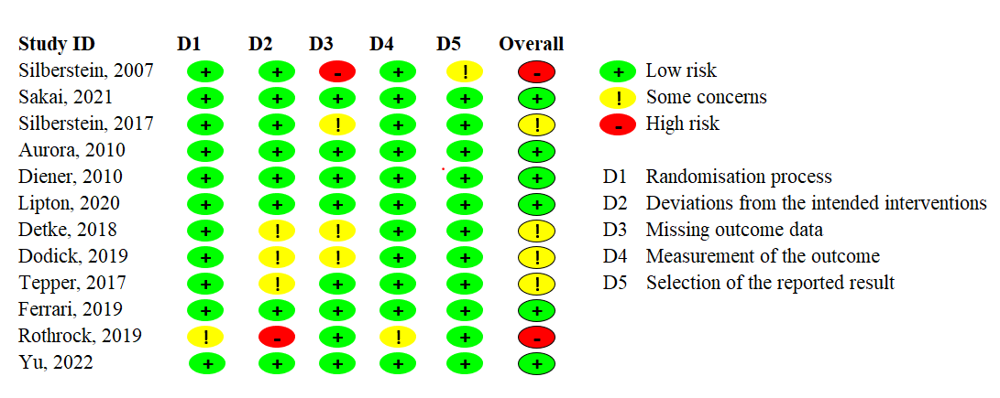 Study ID D1 D2 D3 D4 D5 Overall
Silberstein, 2007 + + - + ! - + Low risk
Sakai, 2021 + + + + + + ! Some concerns
Silberstein, 2017 + + ! + + ! - High risk
Aurora, 2010 + + + + + +
Diener, 2010 + + + + + + D1 Randomisation process
Lipton, 2020 + + + + + + D2 Deviations from the intended interventions
Detke, 2018 + ! ! + + ! D3 Missing outcome data
Dodick, 2019 + ! ! + + ! D4 Measurement of the outcome
Tepper, 2017 + ! + + + ! D5 Selection of the reported result
Ferrari, 2019 + + + + + +
Rothrock, 2019 ! - + ! + -
Yu, 2022 + + + + + +